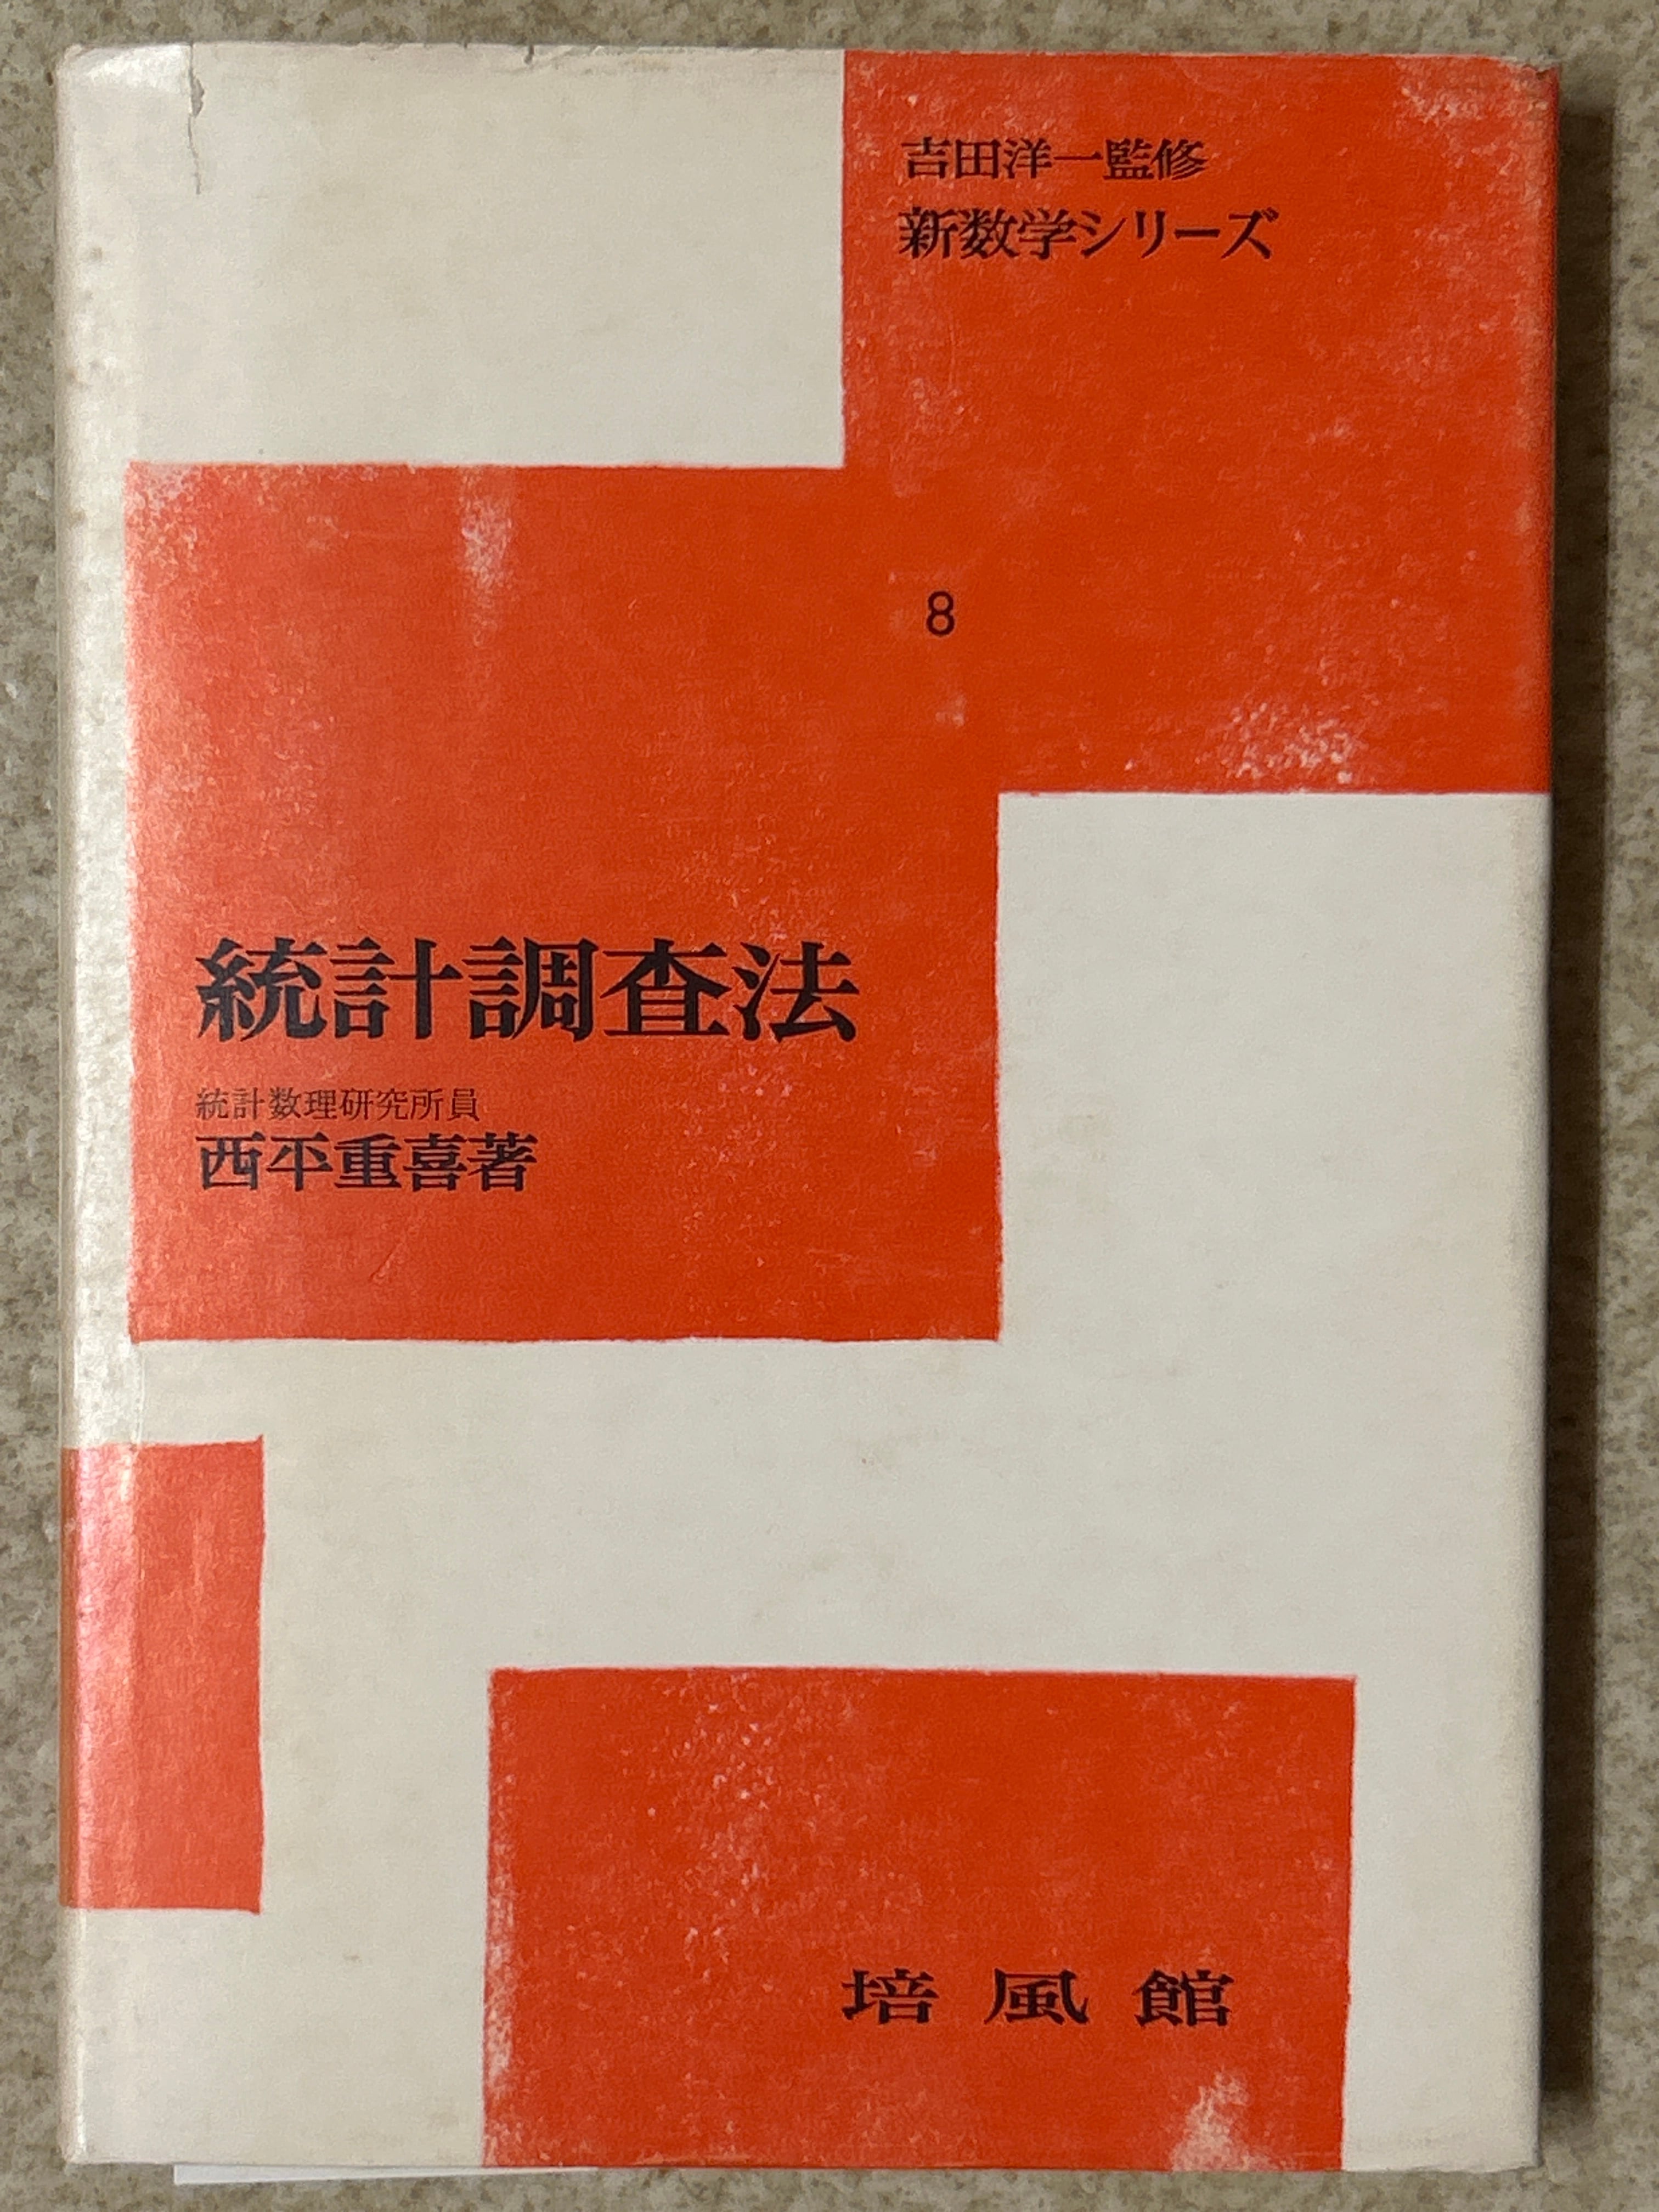 吉田洋一監修
新数学シリーズ
8
統計調査法
統計数理研究所員
西平重喜著
培風館